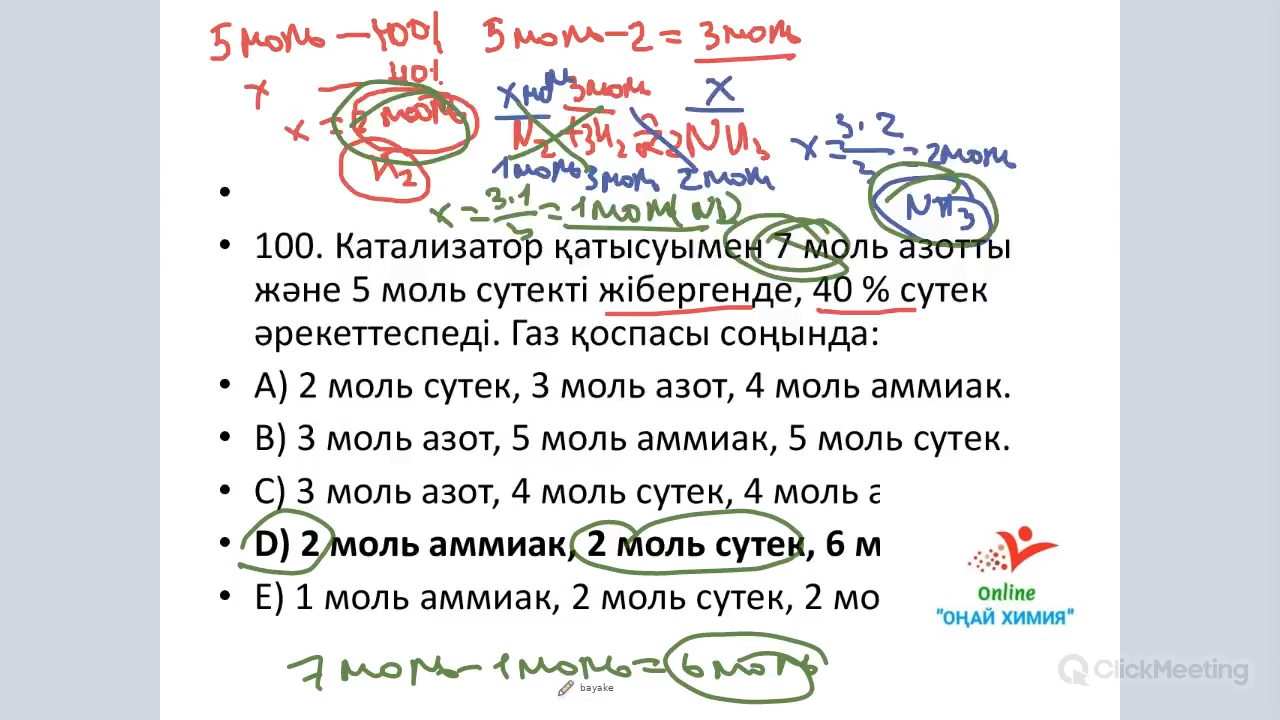 5 моль — 100% 5 моль — 2 = 3 моль
x 40%
x = 2 моль
H2
x моль 3 моль x
N2 + 3H2 ⇄ 2NH3
1 моль 3 моль 2 моль
x = 3·2/3 = 2 моль
NH3
x = 3·1/3 = 1 моль (N2)
• 100. Катализатор қатысуымен 7 моль азотты
және 5 моль сутекті жібергенде, 40 % сутек
әрекеттеспеді. Газ қоспасы соңында:
• A) 2 моль сутек, 3 моль азот, 4 моль аммиак.
• B) 3 моль азот, 5 моль аммиак, 5 моль сутек.
• C) 3 моль азот, 4 моль сутек, 4 моль а
• D) 2 моль аммиак, 2 моль сутек, 6 м
• E) 1 моль аммиак, 2 моль сутек, 2 мо
Online
"ОҢАЙ ХИМИЯ"
7 моль - 1 моль = 6 моль
bayake
ClickMeeting